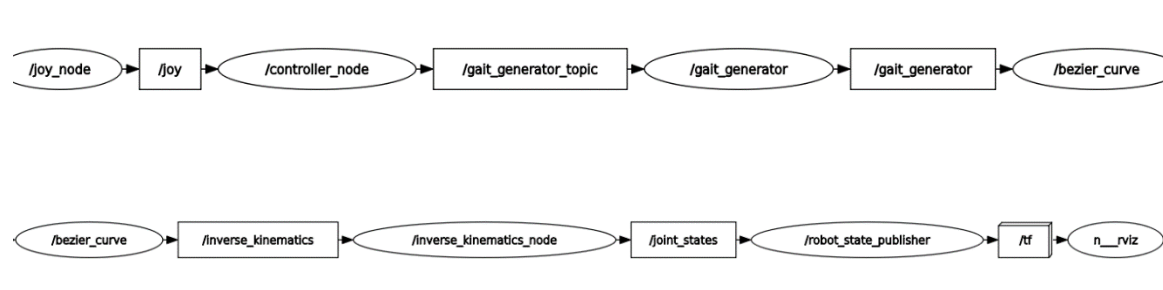 /joy_node /joy /controller_node /gait_generator_topic /gait_generator /gait_generator /bezier_curve
/bezier_curve /inverse_kinematics /inverse_kinematics_node /joint_states /robot_state_publisher /tf n__rviz